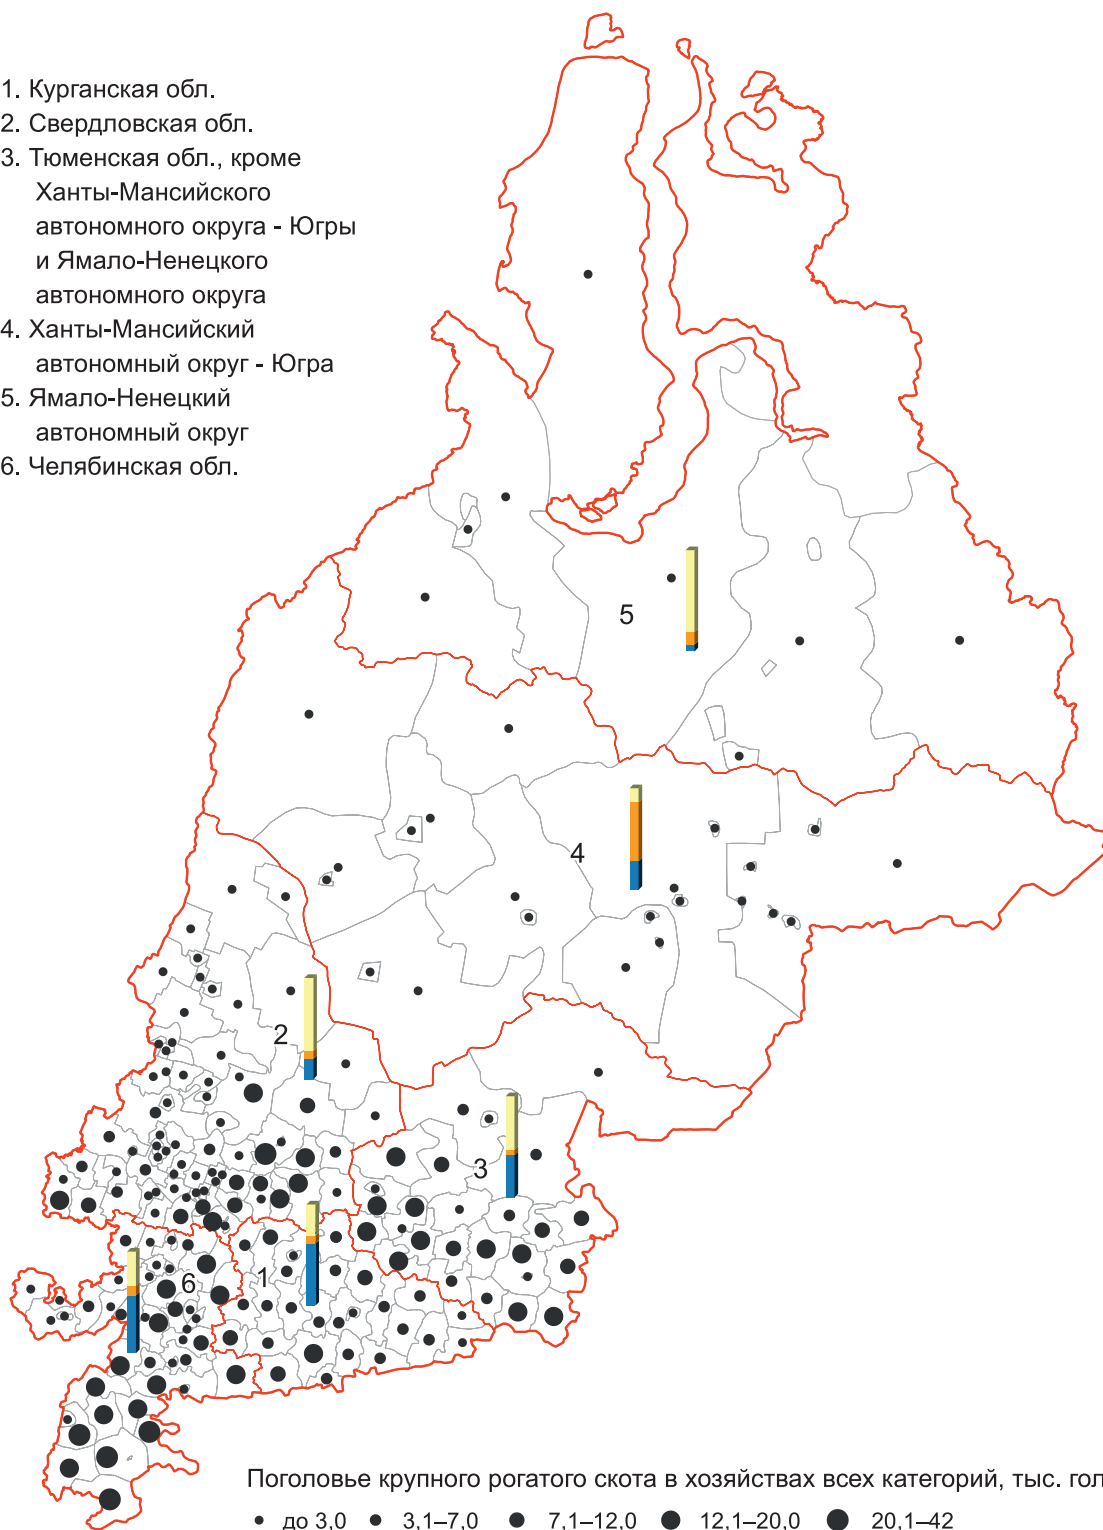 1. Курганская обл.
2. Свердловская обл.
3. Тюменская обл., кроме
Ханты-Мансийского
автономного округа - Югры
и Ямало-Ненецкого
автономного округа
4. Ханты-Мансийский
автономный округ - Югра
5. Ямало-Ненецкий
автономный округ
6. Челябинская обл.
5
4
2
3
1
6
Поголовье крупного рогатого скота в хозяйствах всех категорий, тыс. гол
до 3,0 3,1–7,0 7,1–12,0 12,1–20,0 20,1–42